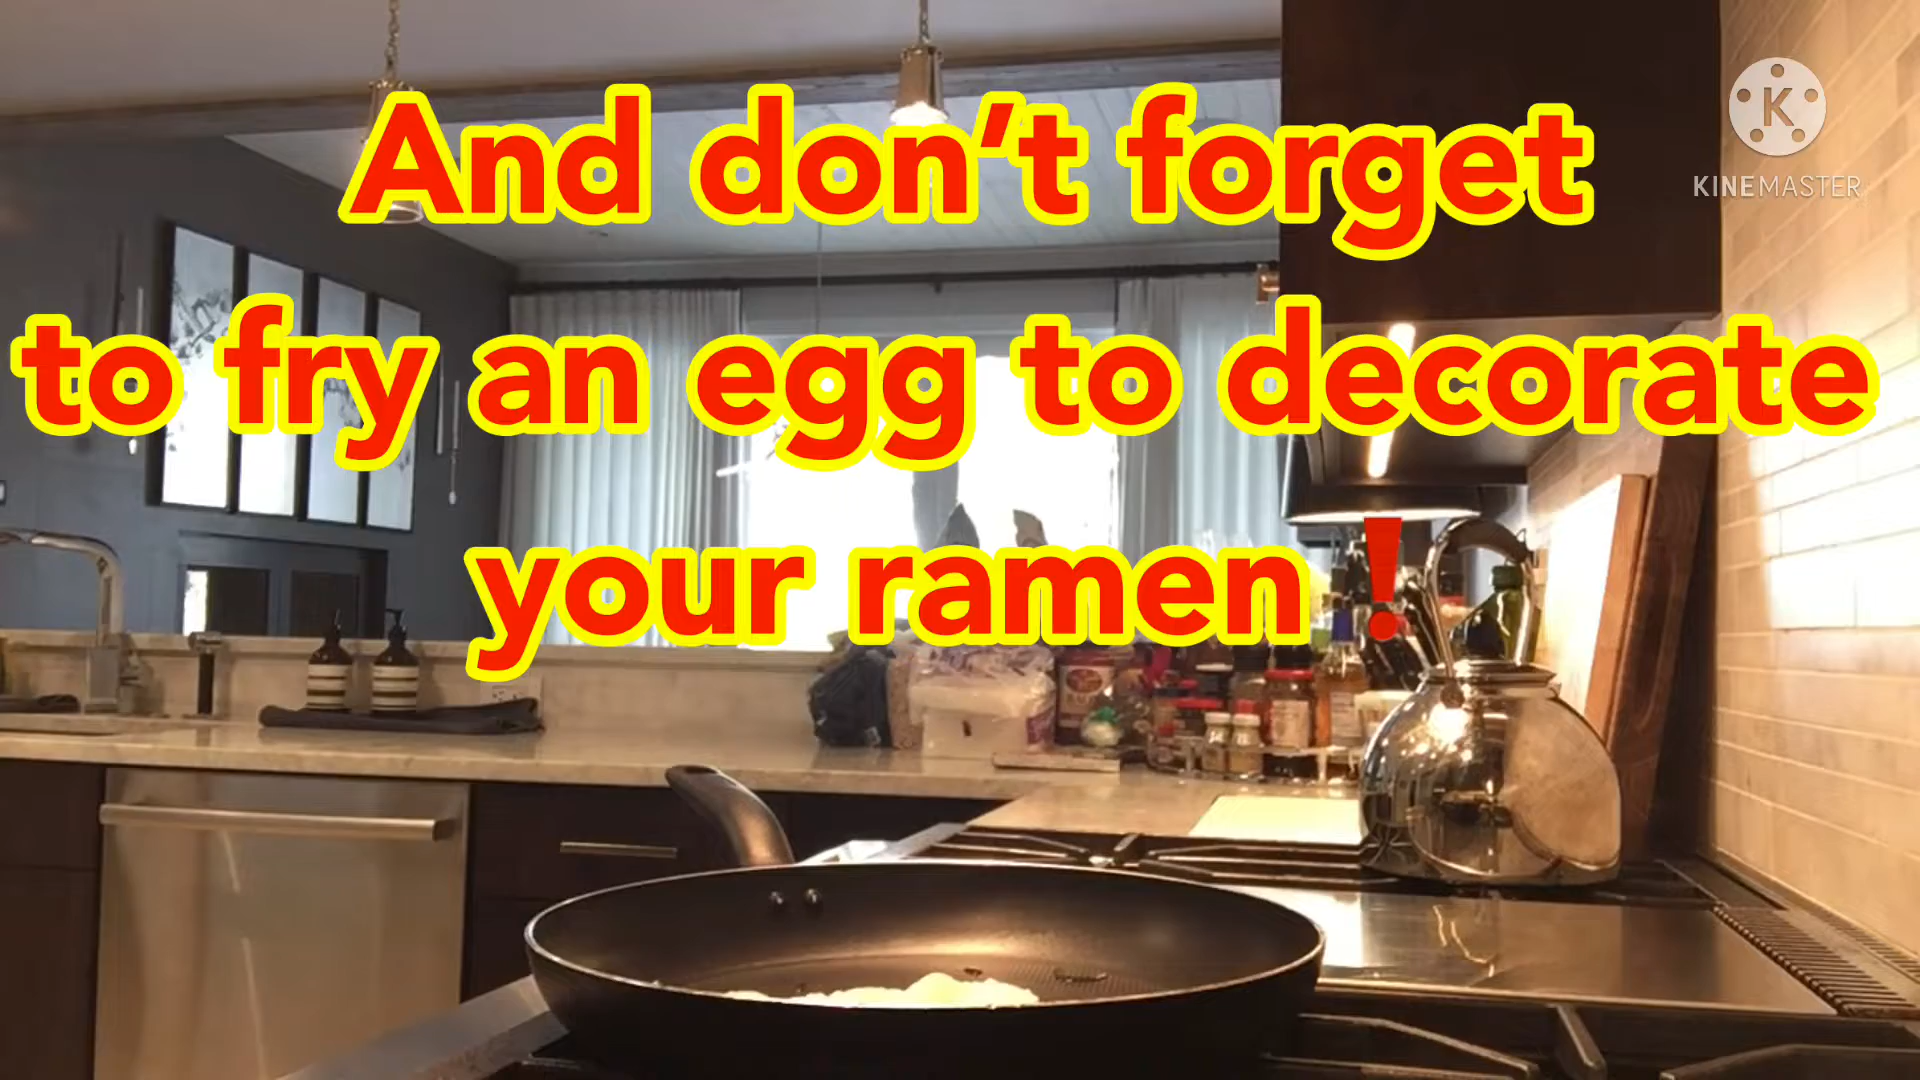 And don’t forget
to fry an egg to decorate
your ramen❗
K
KINEMASTER